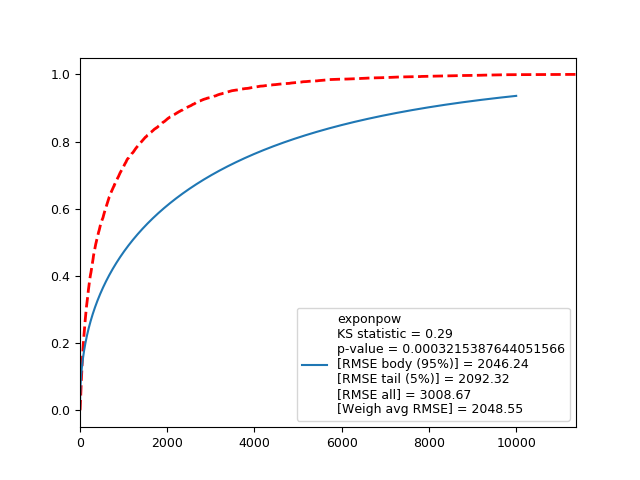 1.0
0.8
0.6
0.4
0.2
0.0
0 2000 4000 6000 8000 10000
exponpow
KS statistic = 0.29
p-value = 0.0003215387644051566
[RMSE body (95%)] = 2046.24
[RMSE tail (5%)] = 2092.32
[RMSE all] = 3008.67
[Weigh avg RMSE] = 2048.55